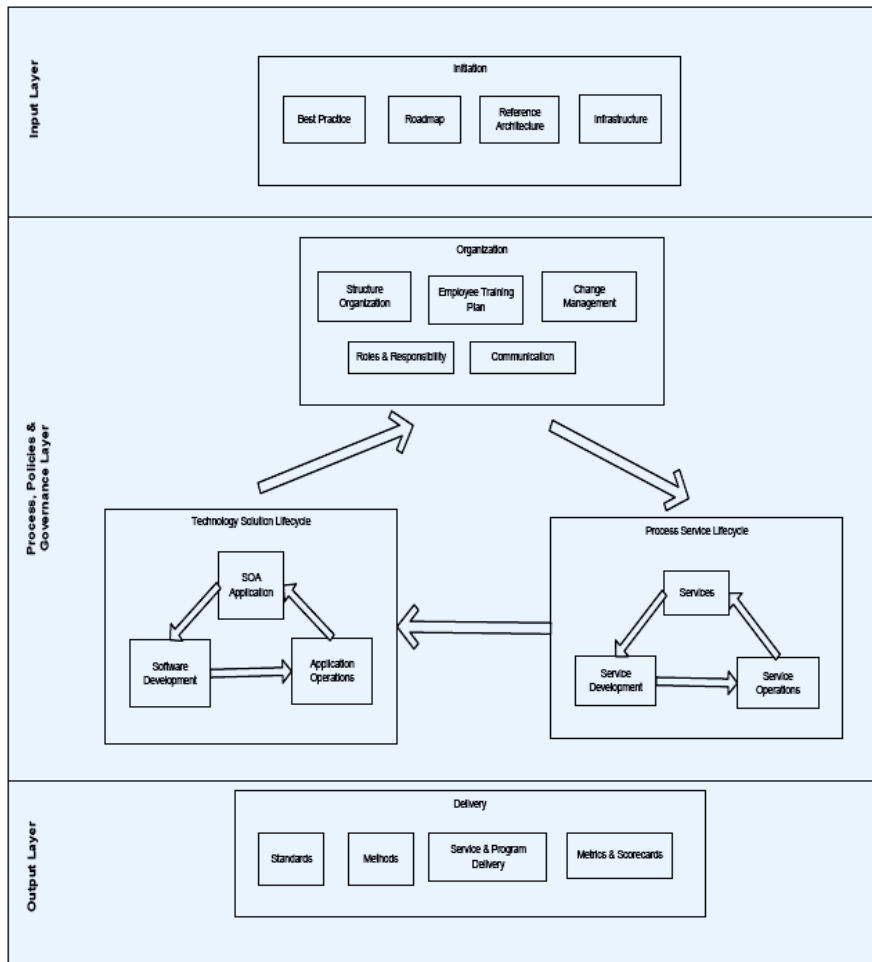 Input Layer
Initiation
Best Practice
Roadmap
Reference
Architecture
Infrastructure
Process, Policies &
Governance Layer
Organization
Structure
Organization
Employee Training
Plan
Change
Management
Roles & Responsibility
Communication
Technology Solution Lifecycle
SOA
Application
Software
Development
Application
Operations
Process Service Lifecycle
Services
Service
Development
Service
Operations
Output Layer
Delivery
Standards
Methods
Service & Program
Delivery
Metrics & Scorecards